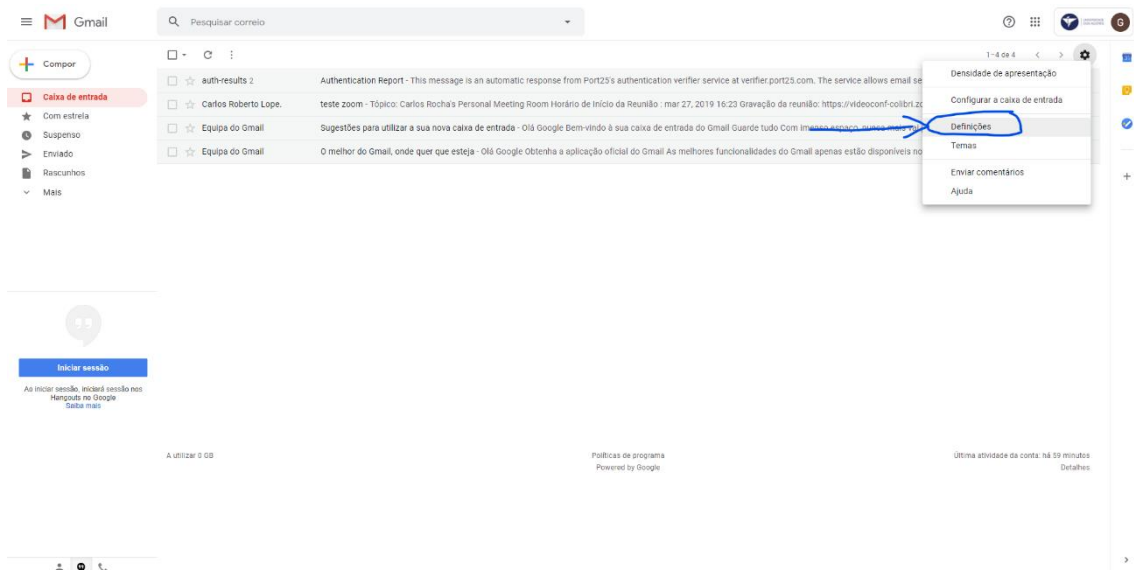 Gmail
Pesquisar correio
G
Compor
1–4 de 4
Caixa de entrada
Com estrela
Suspenso
Enviado
Rascunhos
Mais
auth-results 2 Authentication Report - This message is an automatic response from Port25's authentication verifier service at verifier.port25.com. The service allows email se
Carlos Roberto Lope. teste zoom - Tópico: Carlos Rocha's Personal Meeting Room Horário de Início da Reunião : mar 27, 2019 16:23 Gravação da reunião: https://videoconf-colibri.zo
Equipa do Gmail Sugestões para utilizar a sua nova caixa de entrada - Olá Google Bem-vindo à sua caixa de entrada do Gmail Guarde tudo Com imenso espaço, nunca mais
Equipa do Gmail O melhor do Gmail, onde quer que esteja - Olá Google Obtenha a aplicação oficial do Gmail As melhores funcionalidades do Gmail apenas estão disponíveis no
Densidade de apresentação
Configurar a caixa de entrada
Definições
Temas
Enviar comentários
Ajuda
Iniciar sessão
Ao iniciar sessão, iniciará sessão nos
Hangouts no Google
Saiba mais
A utilizar 0 GB
Políticas de programa
Powered by Google
Última atividade da conta: há 59 minutos
Detalhes